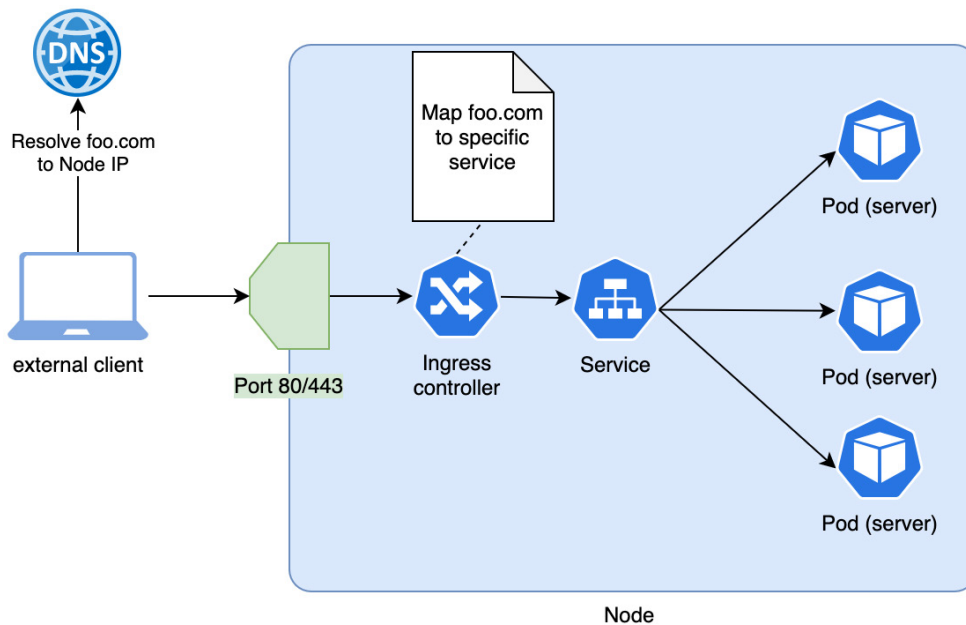 DNS
Resolve foo.com
to Node IP
external client
Port 80/443
Map foo.com
to specific
service
Ingress
controller
Service
Pod (server)
Pod (server)
Pod (server)
Node